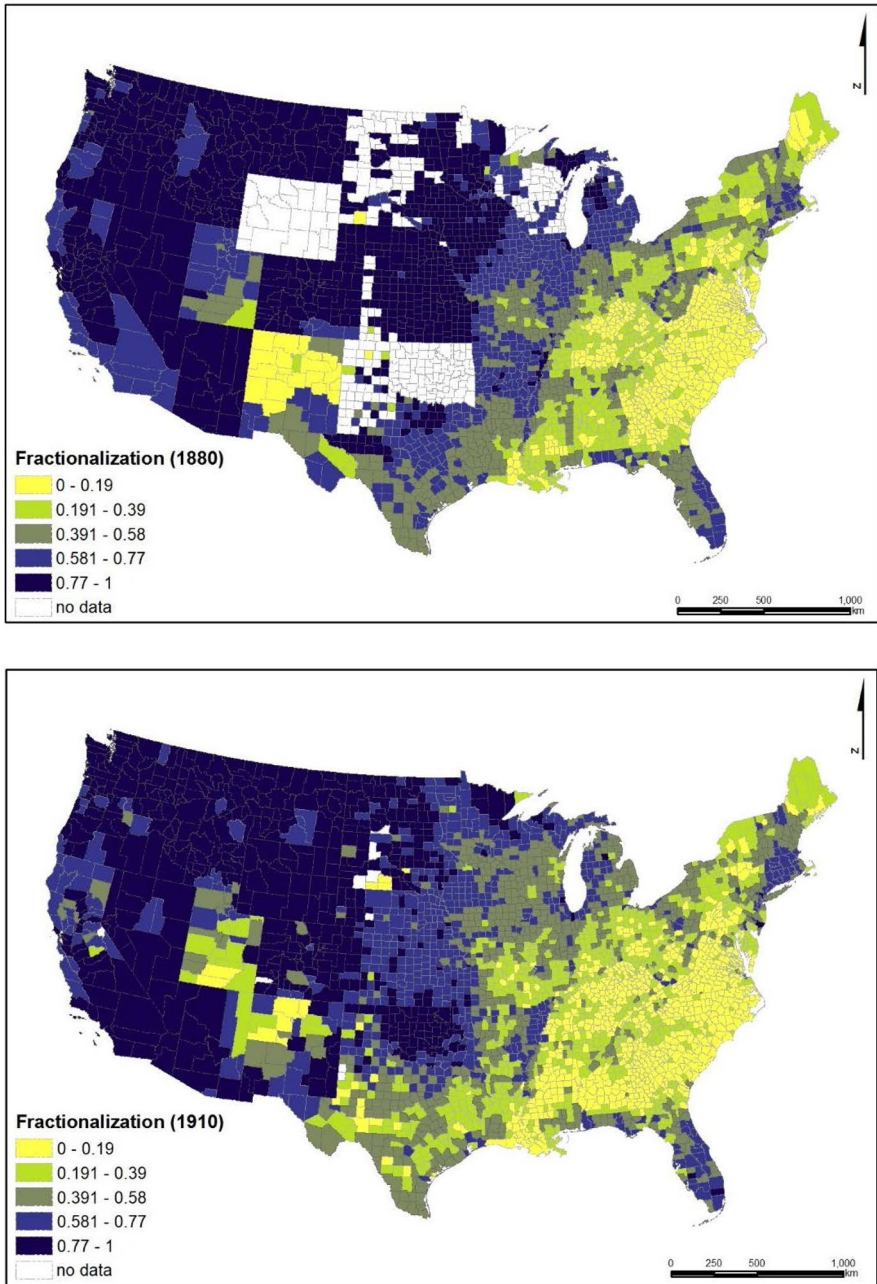 N
Fractionalization (1880)
0 - 0.19
0.191 - 0.39
0.391 - 0.58
0.581 - 0.77
0.77 - 1
no data
0 250 500 1,000
km
N
Fractionalization (1910)
0 - 0.19
0.191 - 0.39
0.391 - 0.58
0.581 - 0.77
0.77 - 1
no data
0 250 500 1,000
km